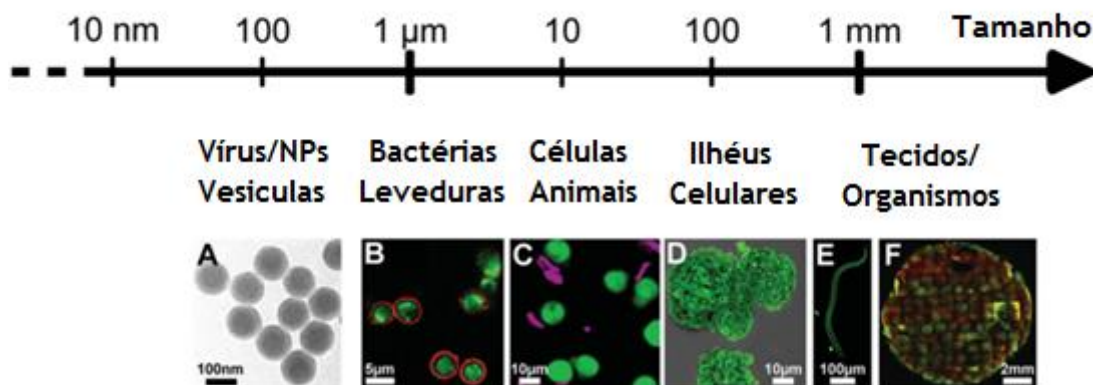 10 nm 100 1 µm 10 100 1 mm Tamanho
Vírus/NPs Bactérias Células Ilhéus Tecidos/
Vesiculas Leveduras Animais Celulares Organismos
A B C D E F
100nm 5µm 10µm 10µm 100µm 2mm